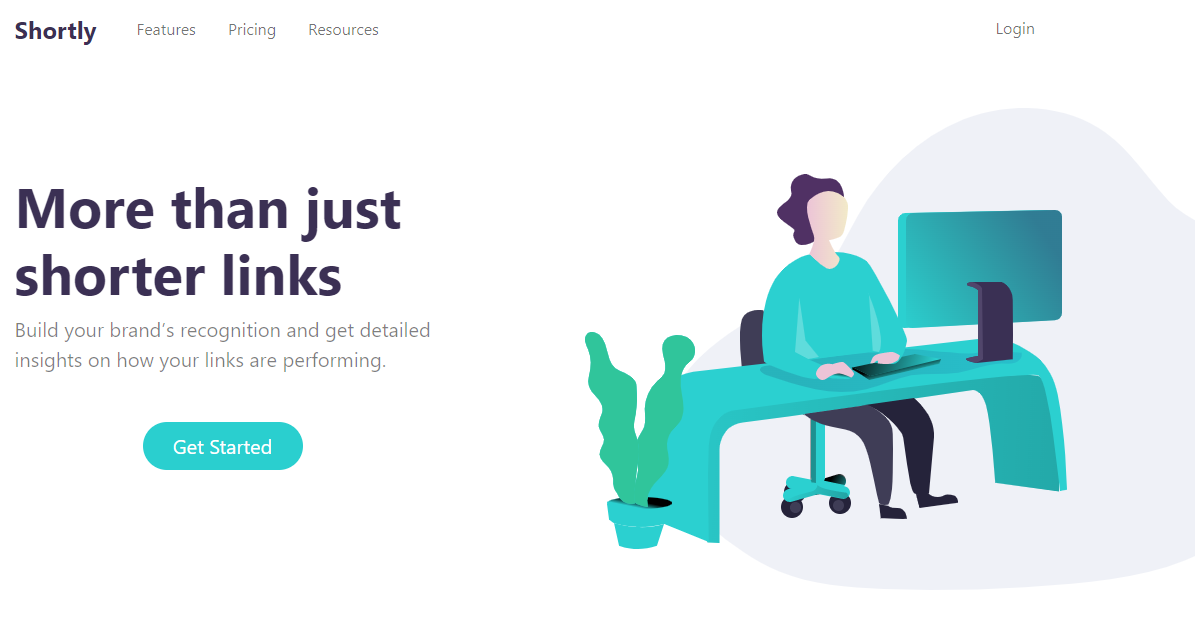 Shortly
Features
Pricing
Resources
Login
More than just
shorter links
Build your brand’s recognition and get detailed
insights on how your links are performing.
Get Started